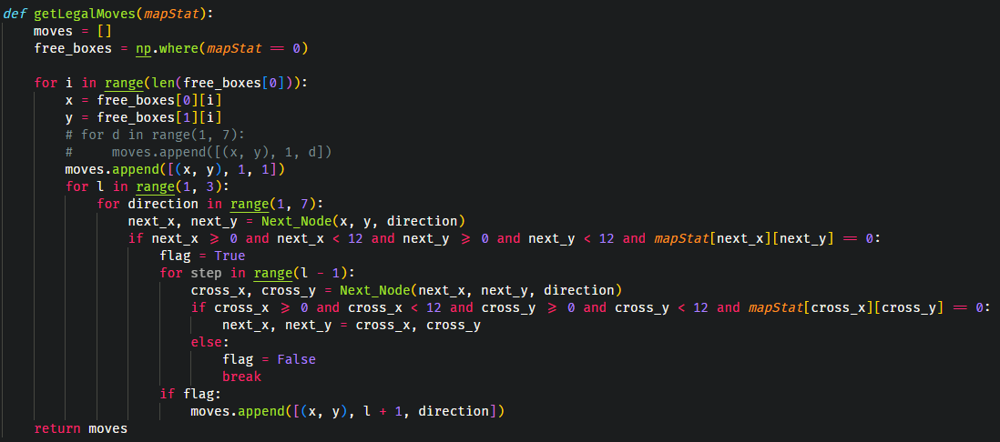 def getLegalMoves(mapStat):
    moves = []
    free_boxes = np.where(mapStat == 0)

    for i in range(len(free_boxes[0])):
        x = free_boxes[0][i]
        y = free_boxes[1][i]
        # for d in range(1, 7):
        #     moves.append([(x, y), 1, d])
        moves.append([(x, y), 1, 1])
        for l in range(1, 3):
            for direction in range(1, 7):
                next_x, next_y = Next_Node(x, y, direction)
                if next_x >= 0 and next_x < 12 and next_y >= 0 and next_y < 12 and mapStat[next_x][next_y] == 0:
                    flag = True
                    for step in range(l - 1):
                        cross_x, cross_y = Next_Node(next_x, next_y, direction)
                        if cross_x >= 0 and cross_x < 12 and cross_y >= 0 and cross_y < 12 and mapStat[cross_x][cross_y] == 0:
                            next_x, next_y = cross_x, cross_y
                        else:
                            flag = False
                            break
                    if flag:
                        moves.append([(x, y), l + 1, direction])
    return moves